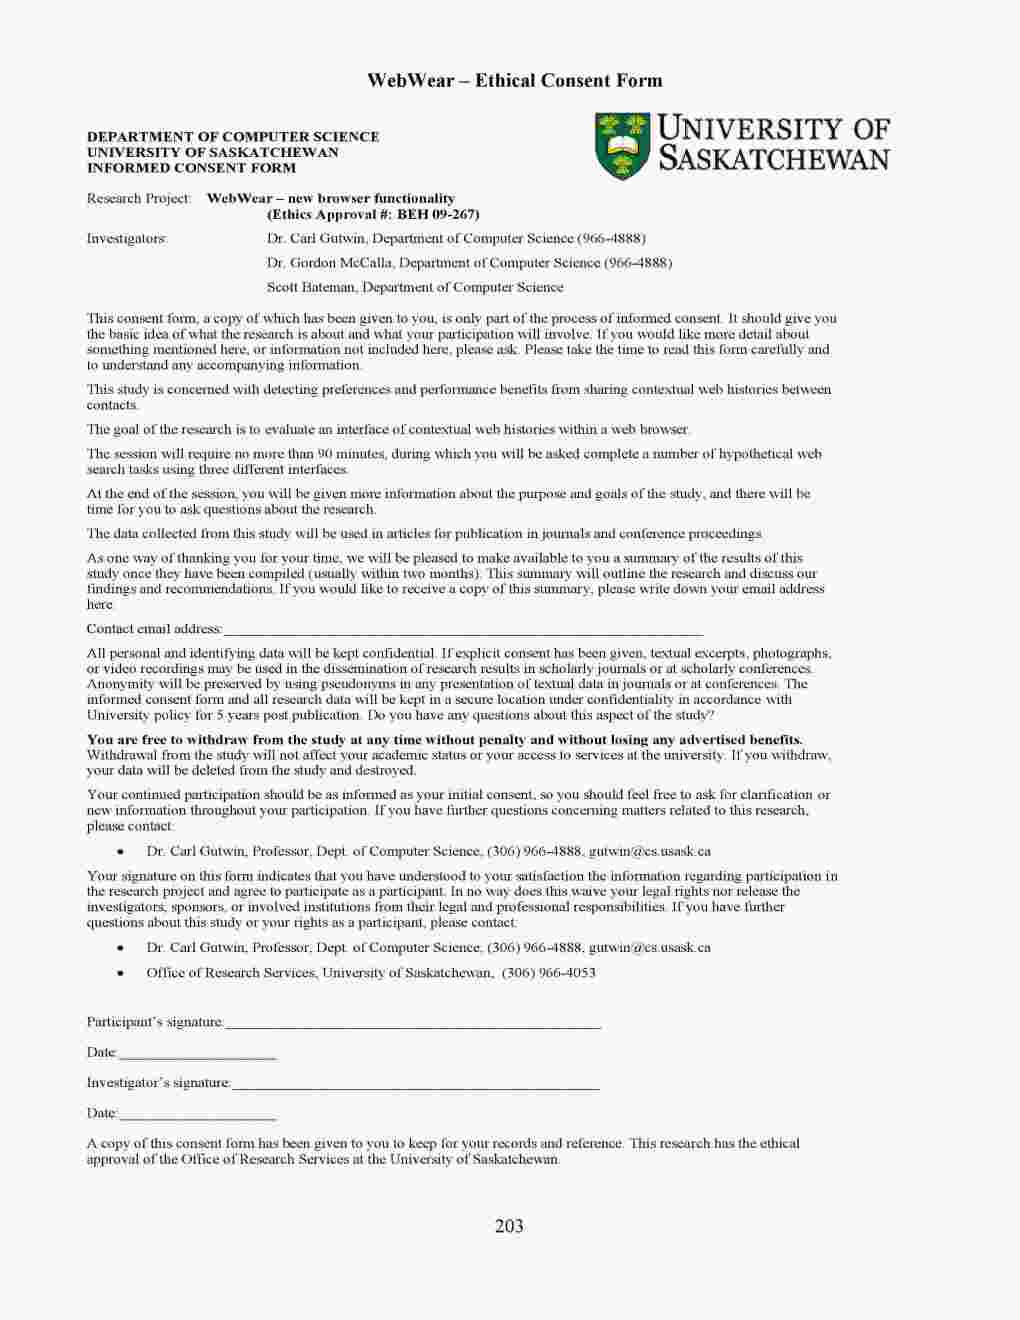 WebWear – Ethical Consent Form
UNIVERSITY OF
SASKATCHEWAN
DEPARTMENT OF COMPUTER SCIENCE
UNIVERSITY OF SASKATCHEWAN
INFORMED CONSENT FORM
Research Project: WebWear – new browser functionality
(Ethics Approval #: BEH 09-267)
Investigators: Dr. Carl Gutwin, Department of Computer Science (966-4888)
Dr. Gordon McCalla, Department of Computer Science (966-4888)
Scott Bateman, Department of Computer Science
This consent form, a copy of which has been given to you, is only part of the process of informed consent. It should give you
the basic idea of what the research is about and what your participation will involve. If you would like more detail about
something mentioned here, or information not included here, please ask. Please take the time to read this form carefully and
to understand any accompanying information.
This study is concerned with detecting preferences and performance benefits from sharing contextual web histories between
contacts.
The goal of the research is to evaluate an interface of contextual web histories within a web browser.
The session will require no more than 90 minutes, during which you will be asked complete a number of hypothetical web
search tasks using three different interfaces.
At the end of the session, you will be given more information about the purpose and goals of the study, and there will be
time for you to ask questions about the research.
The data collected from this study will be used in articles for publication in journals and conference proceedings.
As one way of thanking you for your time, we will be pleased to make available to you a summary of the results of this
study once they have been compiled (usually within two months). This summary will outline the research and discuss our
findings and recommendations. If you would like to receive a copy of this summary, please write down your email address
here.
Contact email address:
All personal and identifying data will be kept confidential. If explicit consent has been given, textual excerpts, photographs,
or video recordings may be used in the dissemination of research results in scholarly journals or at scholarly conferences.
Anonymity will be preserved by using pseudonyms in any presentation of textual data in journals or at conferences. The
informed consent form and all research data will be kept in a secure location under confidentiality in accordance with
University policy for 5 years post publication. Do you have any questions about this aspect of the study?
You are free to withdraw from the study at any time without penalty and without losing any advertised benefits.
Withdrawal from the study will not affect your academic status or your access to services at the university. If you withdraw,
your data will be deleted from the study and destroyed.
Your continued participation should be as informed as your initial consent, so you should feel free to ask for clarification or
new information throughout your participation. If you have further questions concerning matters related to this research,
please contact:
• Dr. Carl Gutwin, Professor, Dept. of Computer Science, (306) 966-4888, gutwin@cs.usask.ca
Your signature on this form indicates that you have understood to your satisfaction the information regarding participation in
the research project and agree to participate as a participant. In no way does this waive your legal rights nor release the
investigators, sponsors, or involved institutions from their legal and professional responsibilities. If you have further
questions about this study or your rights as a participant, please contact:
• Dr. Carl Gutwin, Professor, Dept. of Computer Science, (306) 966-4888, gutwin@cs.usask.ca
• Office of Research Services, University of Saskatchewan, (306) 966-4053
Participant's signature:
Date:
Investigator's signature:
Date:
A copy of this consent form has been given to you to keep for your records and reference. This research has the ethical
approval of the Office of Research Services at the University of Saskatchewan.
203